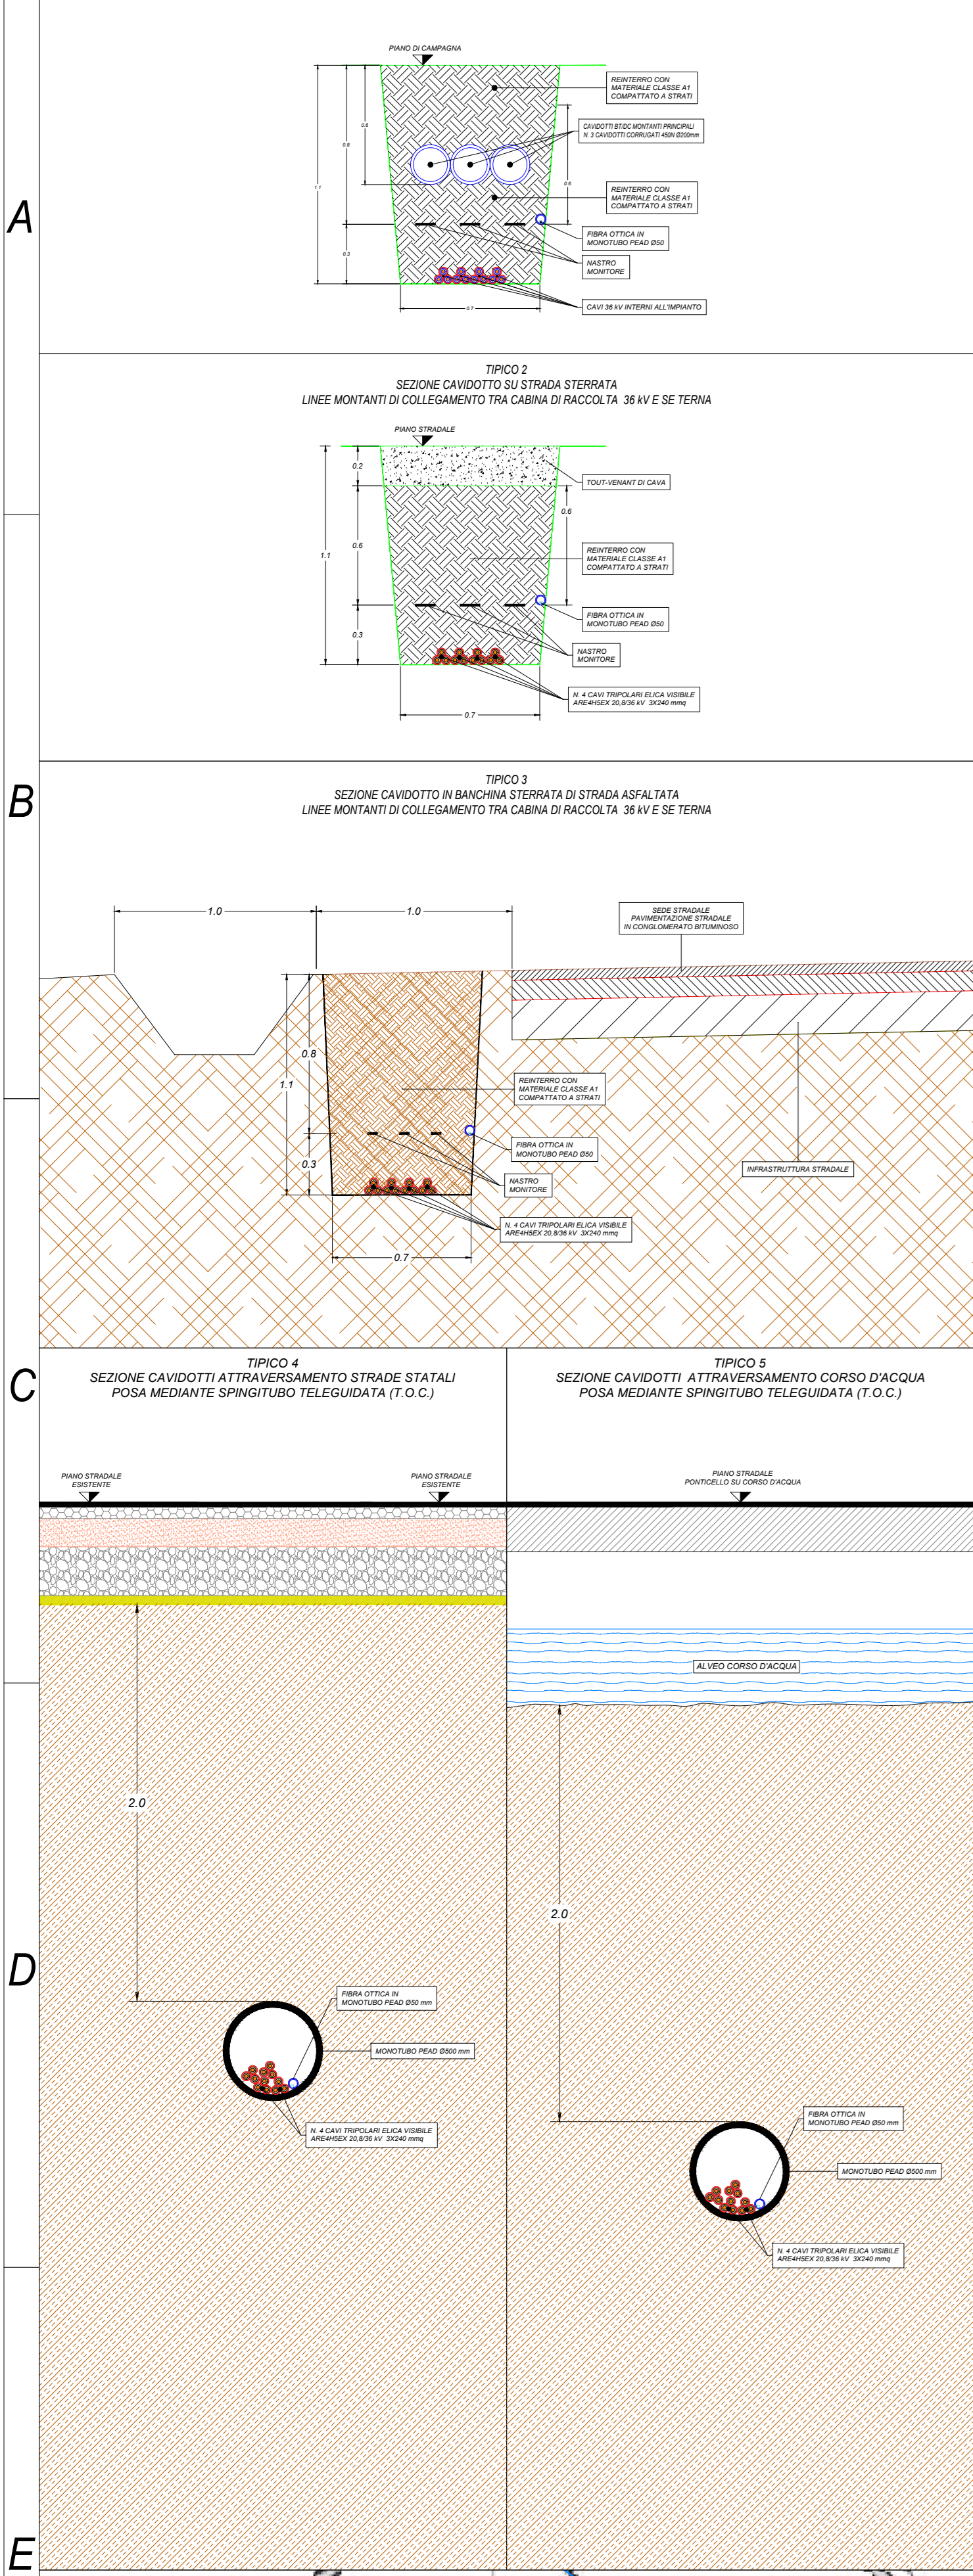 A
PIANO DI CAMPAGNA
REINTERRO CON
MATERIALE CLASSE A1
COMPATTATO A STRATI
CAVIDOTTI BT/DC MONTANTI PRINCIPALI
N. 3 CAVIDOTTI CORRUGATI 450N Ø200mm
REINTERRO CON
MATERIALE CLASSE A1
COMPATTATO A STRATI
FIBRA OTTICA IN
MONOTUBO PEAD Ø50
NASTRO
MONITORE
CAVI 36 kV INTERNI ALL'IMPIANTO
1.1
0.8
0.6
0.6
0.3
0.7
TIPICO 2
SEZIONE CAVIDOTTO SU STRADA STERRATA
LINEE MONTANTI DI COLLEGAMENTO TRA CABINA DI RACCOLTA 36 kV E SE TERNA
PIANO STRADALE
0.2
TOUT-VENANT DI CAVA
0.6
0.6
1.1
REINTERRO CON
MATERIALE CLASSE A1
COMPATTATO A STRATI
FIBRA OTTICA IN
MONOTUBO PEAD Ø50
0.3
NASTRO
MONITORE
N. 4 CAVI TRIPOLARI ELICA VISIBILE
ARE4H5EX 20,8/36 kV 3X240 mmq
0.7
B
TIPICO 3
SEZIONE CAVIDOTTO IN BANCHINA STERRATA DI STRADA ASFALTATA
LINEE MONTANTI DI COLLEGAMENTO TRA CABINA DI RACCOLTA 36 kV E SE TERNA
1.0
1.0
SEDE STRADALE
PAVIMENTAZIONE STRADALE
IN CONGLOMERATO BITUMINOSO
0.8
1.1
REINTERRO CON
MATERIALE CLASSE A1
COMPATTATO A STRATI
FIBRA OTTICA IN
MONOTUBO PEAD Ø50
0.3
INFRASTRUTTURA STRADALE
NASTRO
MONITORE
N. 4 CAVI TRIPOLARI ELICA VISIBILE
ARE4H5EX 20,8/36 kV 3X240 mmq
0.7
C
TIPICO 4
SEZIONE CAVIDOTTI ATTRAVERSAMENTO STRADE STATALI
POSA MEDIANTE SPINGITUBO TELEGUIDATA (T.O.C.)
PIANO STRADALE
ESISTENTE
PIANO STRADALE
ESISTENTE
2.0
FIBRA OTTICA IN
MONOTUBO PEAD Ø50 mm
MONOTUBO PEAD Ø500 mm
N. 4 CAVI TRIPOLARI ELICA VISIBILE
ARE4H5EX 20,8/36 kV 3X240 mmq
TIPICO 5
SEZIONE CAVIDOTTI ATTRAVERSAMENTO CORSO D'ACQUA
POSA MEDIANTE SPINGITUBO TELEGUIDATA (T.O.C.)
PIANO STRADALE
PONTICELLO SU CORSO D'ACQUA
ALVEO CORSO D'ACQUA
2.0
FIBRA OTTICA IN
MONOTUBO PEAD Ø50 mm
MONOTUBO PEAD Ø500 mm
N. 4 CAVI TRIPOLARI ELICA VISIBILE
ARE4H5EX 20,8/36 kV 3X240 mmq
D
E